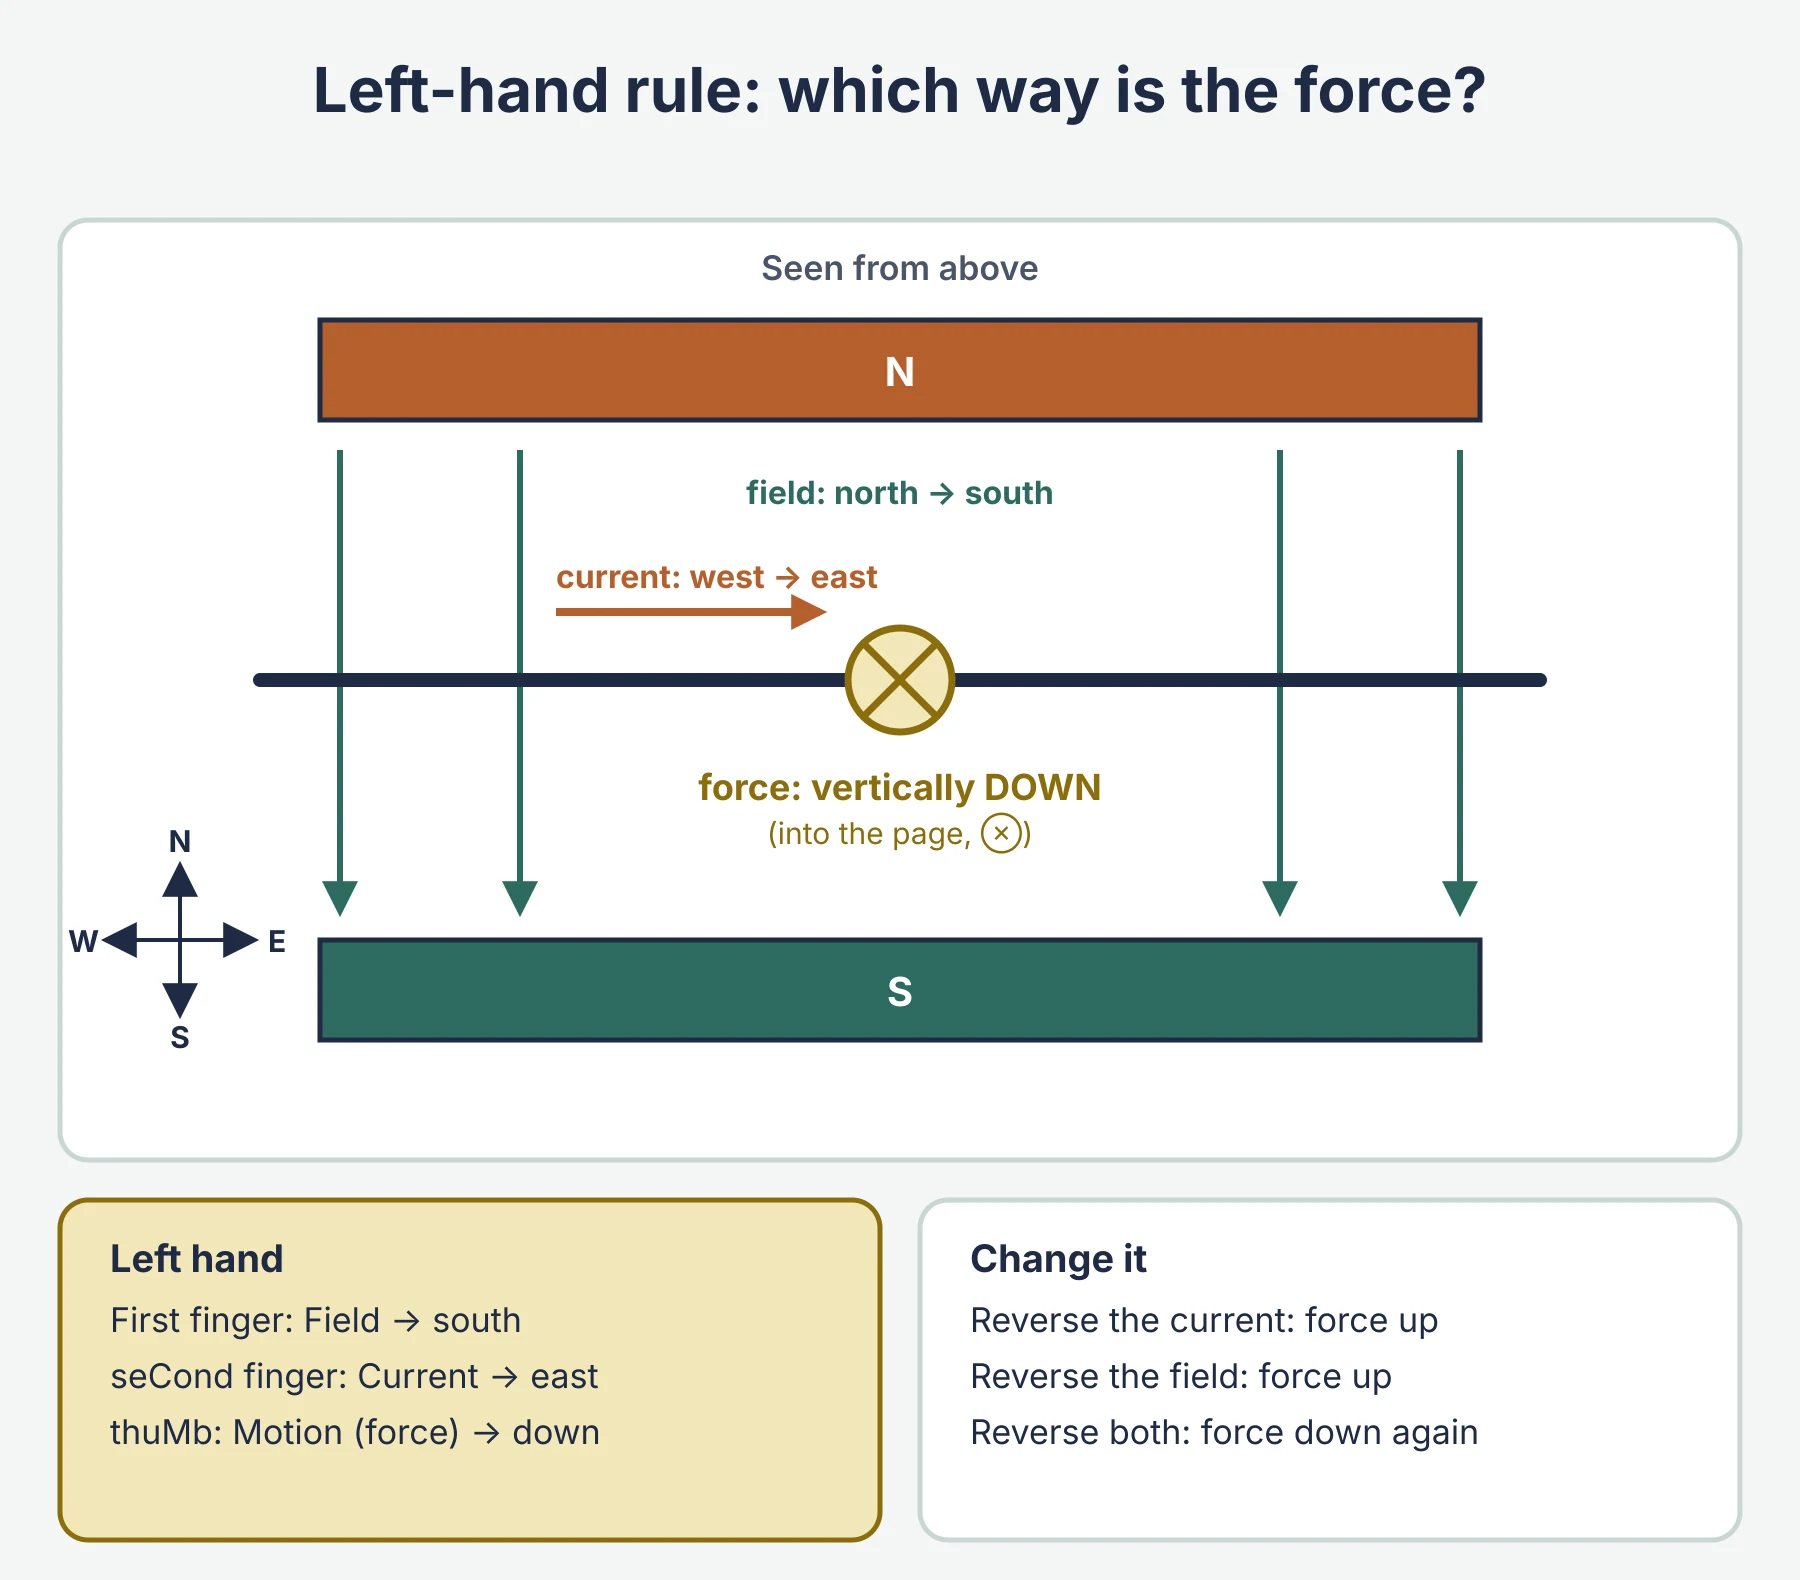 Left-hand rule: which way is the force?
Seen from above
N
field: north → south
current: west → east
force: vertically DOWN
(into the page, ⊗)
N
W E
S
S
Left hand
First finger: Field → south
seCond finger: Current → east
thuMb: Motion (force) → down
Change it
Reverse the current: force up
Reverse the field: force up
Reverse both: force down again